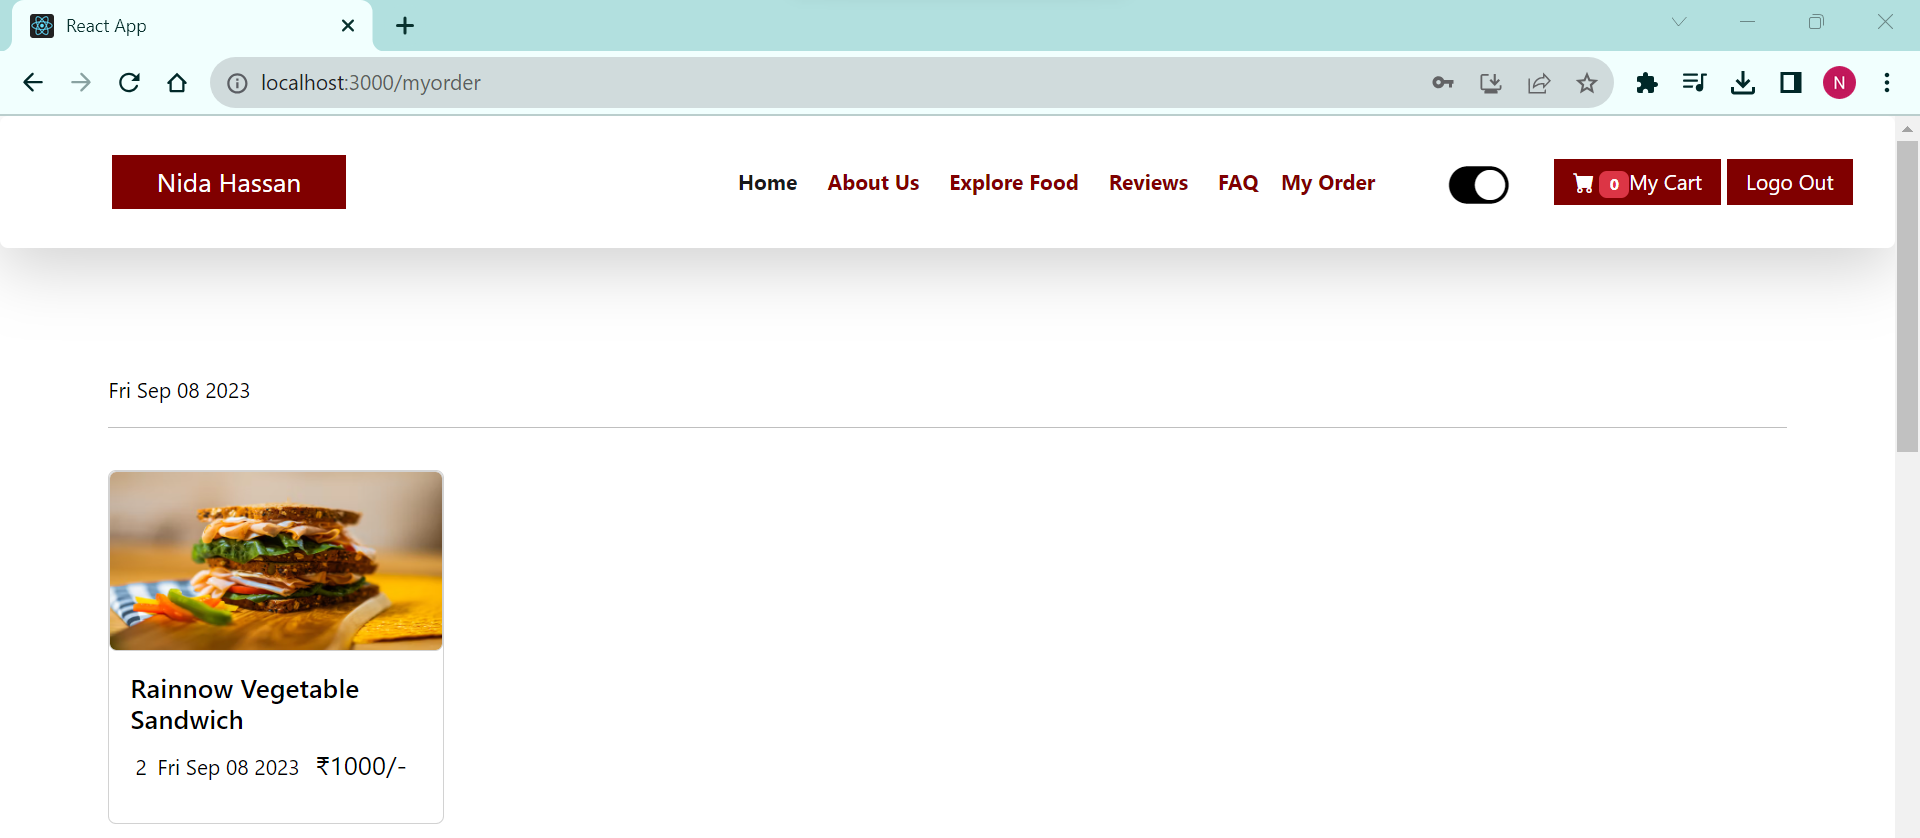 React App
localhost:3000/myorder
N
Nida Hassan
Home About Us Explore Food Reviews FAQ My Order
0 My Cart
Logo Out
Fri Sep 08 2023
Rainnow Vegetable
Sandwich
2 Fri Sep 08 2023 ₹1000/-